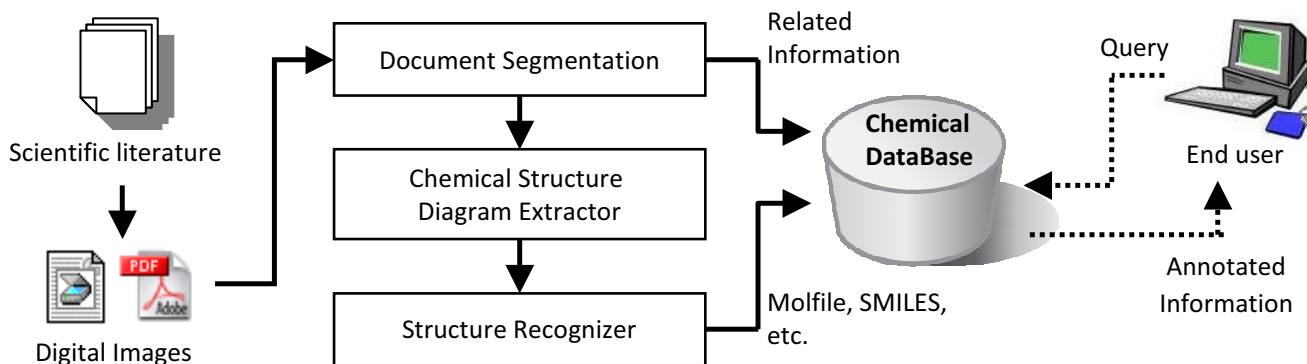 Scientific literature
PDF
Adobe
Digital Images
Document Segmentation
Chemical Structure
Diagram Extractor
Structure Recognizer
Related
Information
Molfile, SMILES,
etc.
Chemical
DataBase
Query
End user
Annotated
Information